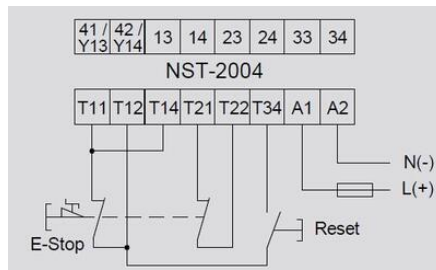 41 / Y13 42 / Y14 13 14 23 24 33 34
NST-2004
T11 T12 T14 T21 T22 T34 A1 A2
N(-)
L(+)
E-Stop
Reset